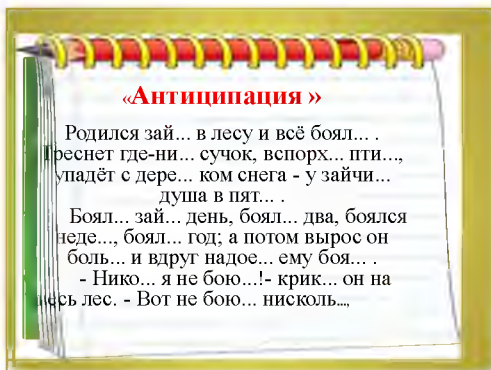 «Антиципация »
Родился зай... в лесу и всё боял... .
Треснет где-ни... сучок, вспорх... пти...,
упадёт с дере... ком снега - у зайчи...
душа в пят... .
Боял... зай... день, боял... два, боялся
неде..., боял... год; а потом вырос он
боль... и вдруг надое... ему боя... .
- Нико... я не бою...!- крик... он на
весь лес. - Вот не бою... нисколь...,